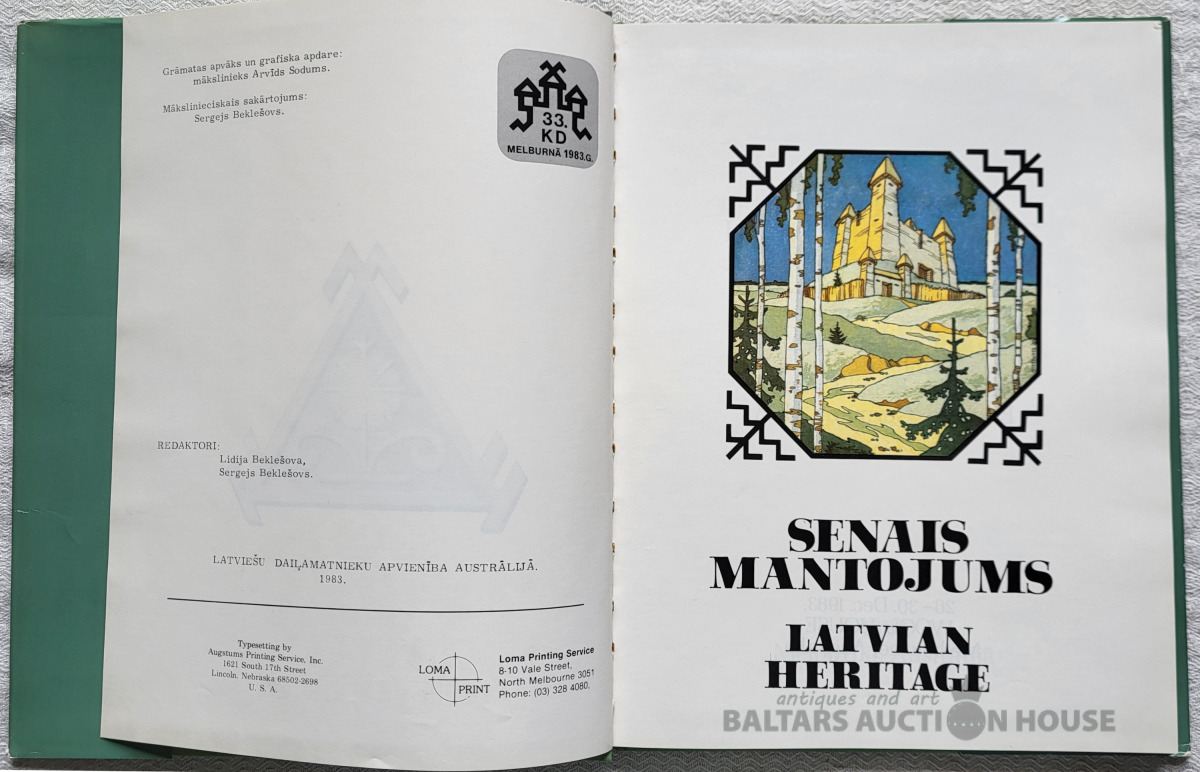 Grāmatas apvāks un grafiska apdare:
mākslinieks Arvīds Sodums.
Mākslinieciskais sakārtojums:
Sergejs Beklešovs.
33.
KD
MELBURNĀ 1983.G.
REDAKTORI:
Lidija Beklešova,
Sergejs Beklešovs.
LATVIEŠU DAIĻAMATNIEKU APVIENĪBA AUSTRĀLIJĀ.
1983.
Typesetting by
Augstums Printing Service, Inc.
1621 South 17th Street
Lincoln, Nebraska 68502-2698
U. S. A.
LOMA
PRINT
Loma Printing Service
8-10 Vale Street,
North Melbourne 3051
Phone: (03) 328 4080.
SENAIS
MANTOJUMS
LATVIAN
HERITAGE
antiques and art
BALTARS AUCTION HOUSE